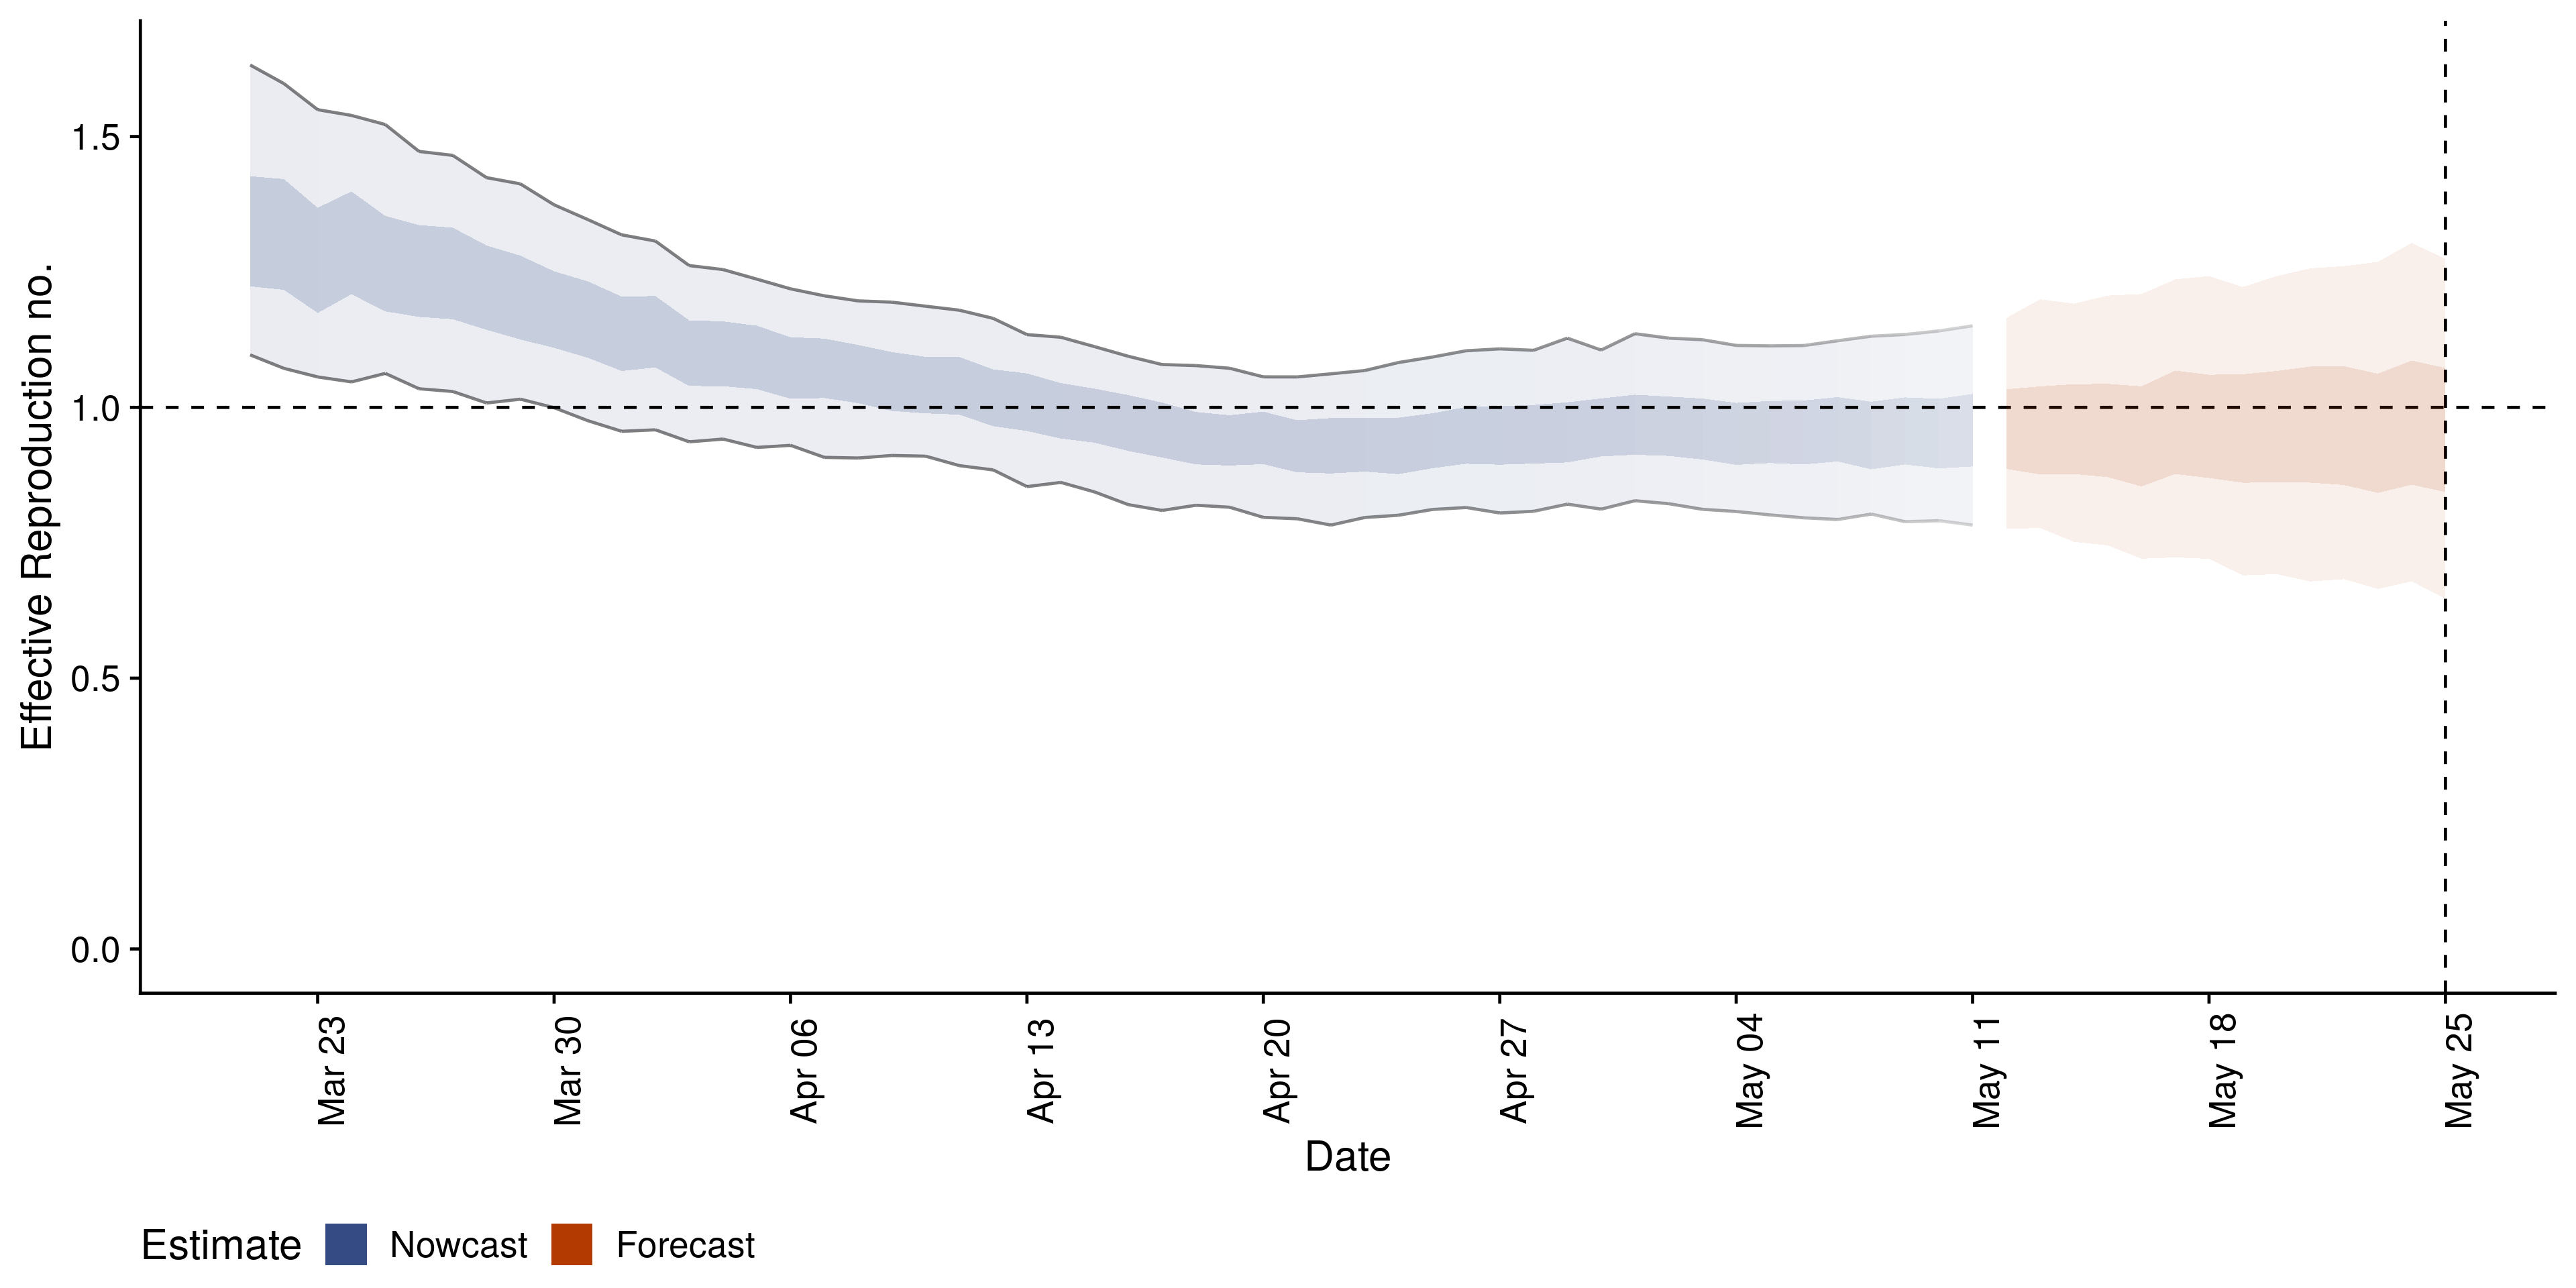 Effective Reproduction no.
1.5
1.0
0.5
0.0
Mar 23
Mar 30
Apr 06
Apr 13
Apr 20
Apr 27
May 04
May 11
May 18
May 25
Date
Estimate Nowcast Forecast